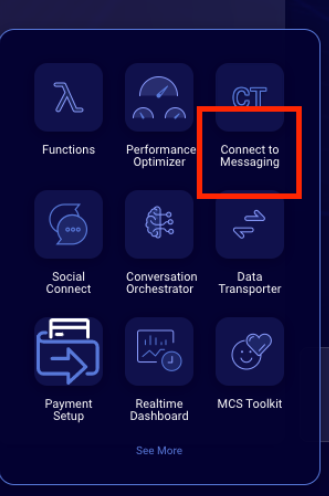 CT
Functions
Performance
Optimizer
Connect to
Messaging
Social
Connect
Conversation
Orchestrator
Data
Transporter
Payment
Setup
Realtime
Dashboard
MCS Toolkit
See More